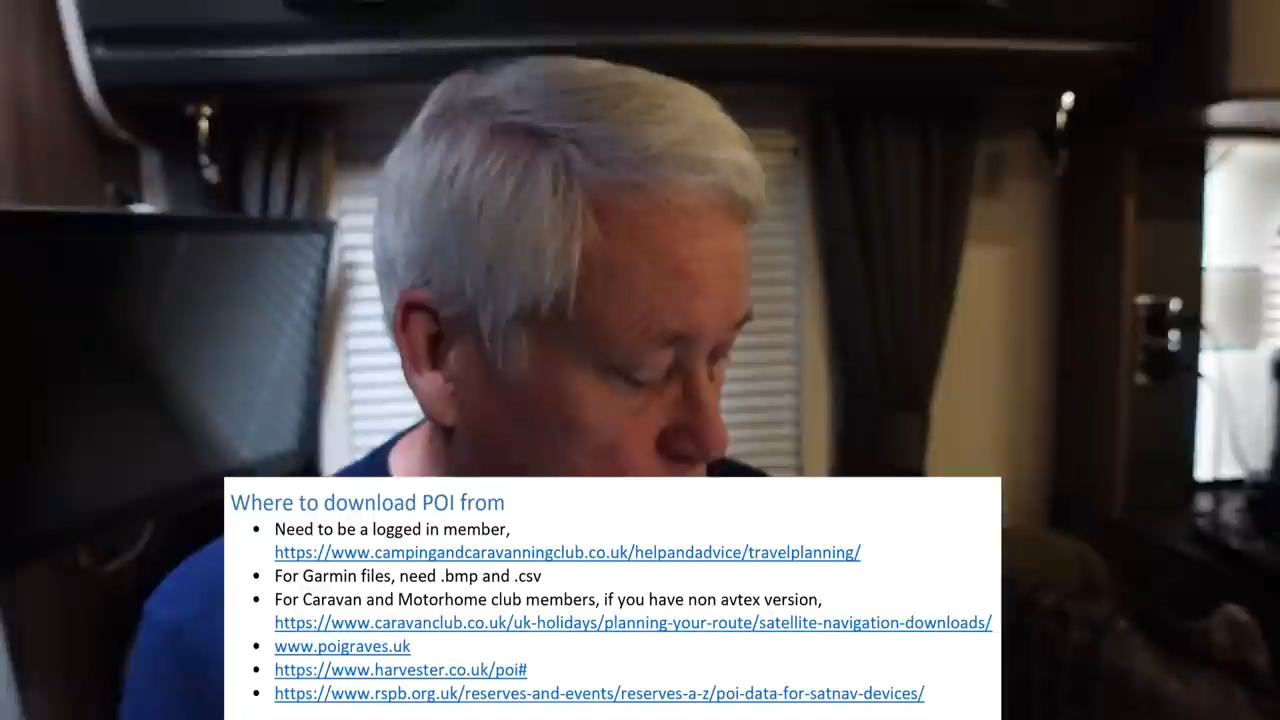 Where to download POI from
• Need to be a logged in member,
https://www.campingandcaravanningclub.co.uk/helpandadvice/travelplanning/
• For Garmin files, need .bmp and .csv
• For Caravan and Motorhome club members, if you have non avtex version,
https://www.caravanclub.co.uk/uk-holidays/planning-your-route/satellite-navigation-downloads/
• www.poigraves.uk
• https://www.harvester.co.uk/poi#
• https://www.rspb.org.uk/reserves-and-events/reserves-a-z/poi-data-for-satnav-devices/